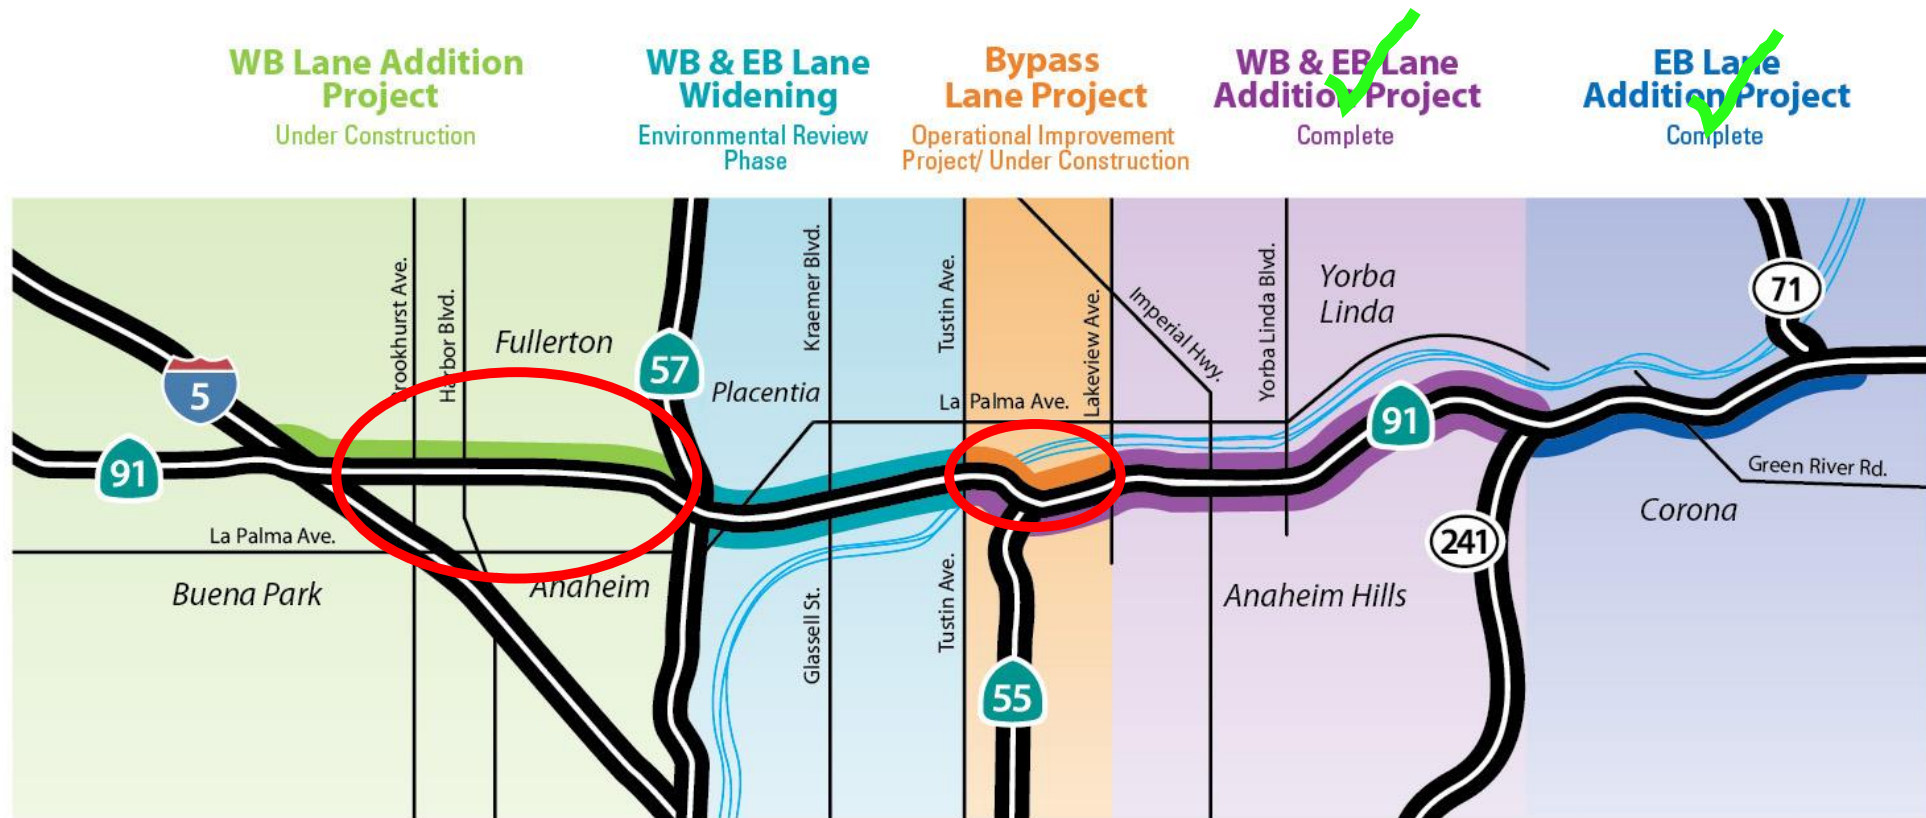 WB Lane Addition
Project
Under Construction
WB & EB Lane
Widening
Environmental Review
Phase
Bypass
Lane Project
Operational Improvement
Project/ Under Construction
WB & EB Lane
Addition Project
Complete
EB Lane
Addition Project
Complete
Brookhurst Ave.
Harbor Blvd.
Fullerton
5
91
57
La Palma Ave.
Buena Park
Anaheim
Placentia
Kraemer Blvd.
Glassell St.
Tustin Ave.
Tustin Ave.
La Palma Ave.
Lakeview Ave.
55
Imperial Hwy.
Yorba Linda Blvd.
Yorba
Linda
91
Anaheim Hills
241
71
Green River Rd.
Corona